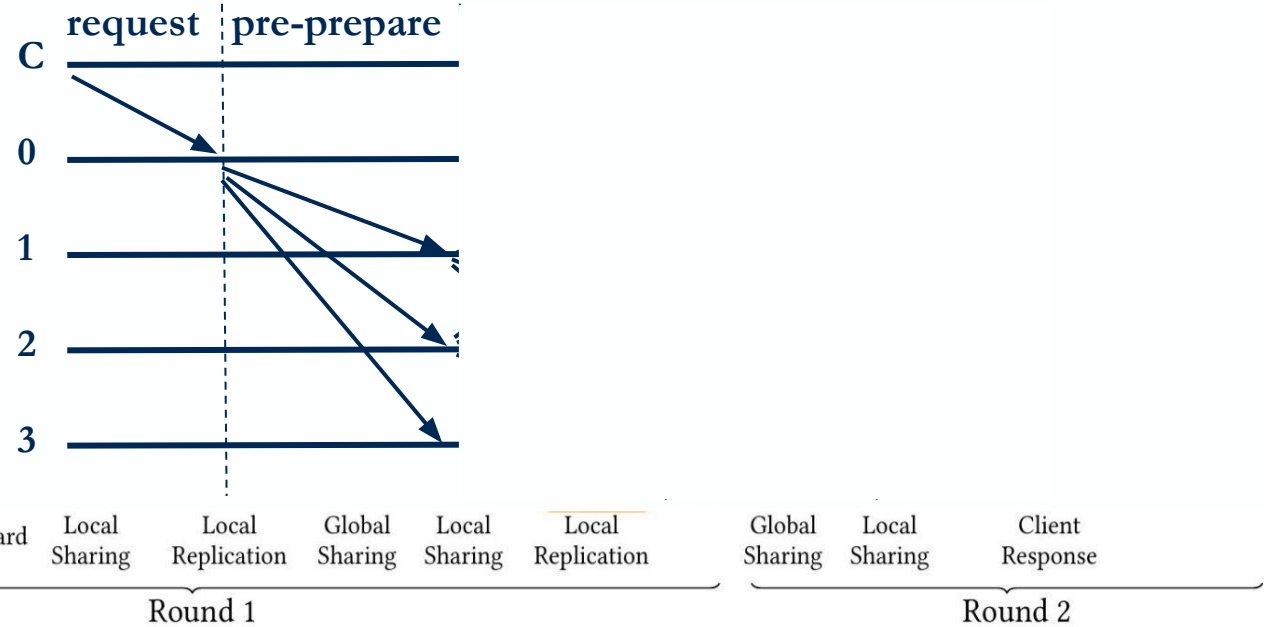 request pre-prepare
C
0
1
2
3
ard Local Local Global Local Local Global Local Client
Sharing Replication Sharing Sharing Replication Sharing Sharing Response
Round 1 Round 2